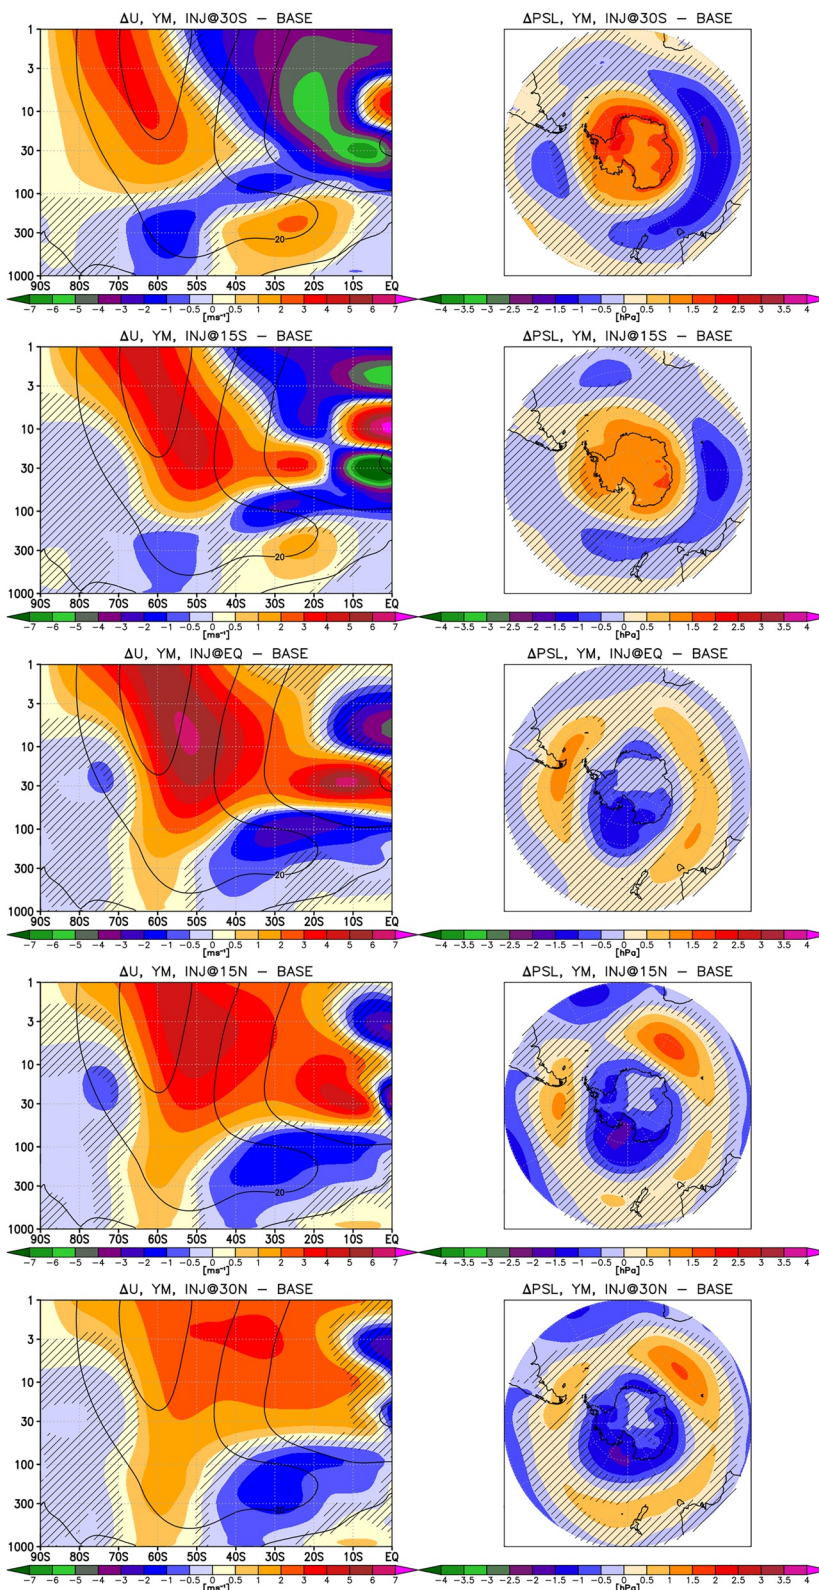 ΔU, YM, INJ@30S − BASE
1
3
10
30
100
300
1000
20
90S 80S 70S 60S 50S 40S 30S 20S 10S EQ
−7 −6 −5 −4 −3 −2 −1 −0.5 0 0.5 1 2 3 4 5 6 7
[ms⁻¹]
ΔPSL, YM, INJ@30S − BASE
−4 −3.5 −3 −2.5 −2 −1.5 −1 −0.5 0 0.5 1 1.5 2 2.5 3 3.5 4
[hPa]
ΔU, YM, INJ@15S − BASE
1
3
10
30
100
300
1000
20
90S 80S 70S 60S 50S 40S 30S 20S 10S EQ
−7 −6 −5 −4 −3 −2 −1 −0.5 0 0.5 1 2 3 4 5 6 7
[ms⁻¹]
ΔPSL, YM, INJ@15S − BASE
−4 −3.5 −3 −2.5 −2 −1.5 −1 −0.5 0 0.5 1 1.5 2 2.5 3 3.5 4
[hPa]
ΔU, YM, INJ@EQ − BASE
1
3
10
30
100
300
1000
20
90S 80S 70S 60S 50S 40S 30S 20S 10S EQ
−7 −6 −5 −4 −3 −2 −1 −0.5 0 0.5 1 2 3 4 5 6 7
[ms⁻¹]
ΔPSL, YM, INJ@EQ − BASE
−4 −3.5 −3 −2.5 −2 −1.5 −1 −0.5 0 0.5 1 1.5 2 2.5 3 3.5 4
[hPa]
ΔU, YM, INJ@15N − BASE
1
3
10
30
100
300
1000
20
90S 80S 70S 60S 50S 40S 30S 20S 10S EQ
−7 −6 −5 −4 −3 −2 −1 −0.5 0 0.5 1 2 3 4 5 6 7
[ms⁻¹]
ΔPSL, YM, INJ@15N − BASE
−4 −3.5 −3 −2.5 −2 −1.5 −1 −0.5 0 0.5 1 1.5 2 2.5 3 3.5 4
[hPa]
ΔU, YM, INJ@30N − BASE
1
3
10
30
100
300
1000
20
90S 80S 70S 60S 50S 40S 30S 20S 10S EQ
−7 −6 −5 −4 −3 −2 −1 −0.5 0 0.5 1 2 3 4 5 6 7
[ms⁻¹]
ΔPSL, YM, INJ@30N − BASE
−4 −3.5 −3 −2.5 −2 −1.5 −1 −0.5 0 0.5 1 1.5 2 2.5 3 3.5 4
[hPa]